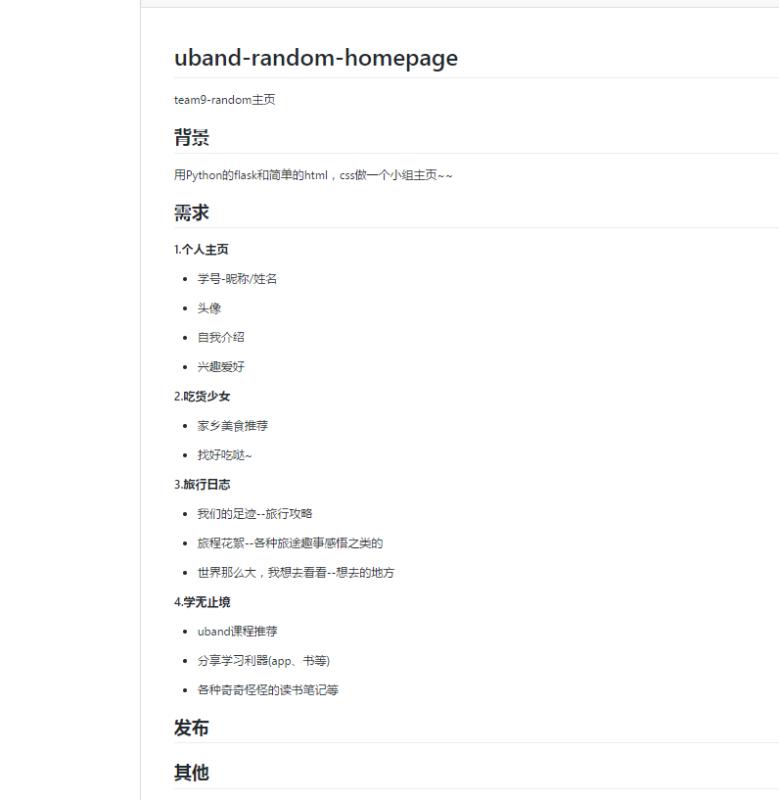 uband-random-homepage
team9-random主页
背景
用Python的flask和简单的html，css做一个小组主页~~
需求
1.个人主页
学号-昵称/姓名
头像
自我介绍
兴趣爱好
2.吃货少女
家乡美食推荐
找好吃哒~
3.旅行日志
我们的足迹--旅行攻略
旅程花絮--各种旅途趣事感悟之类的
世界那么大，我想去看看--想去的地方
4.学无止境
uband课程推荐
分享学习利器(app、书等)
各种奇奇怪怪的读书笔记等
发布
其他